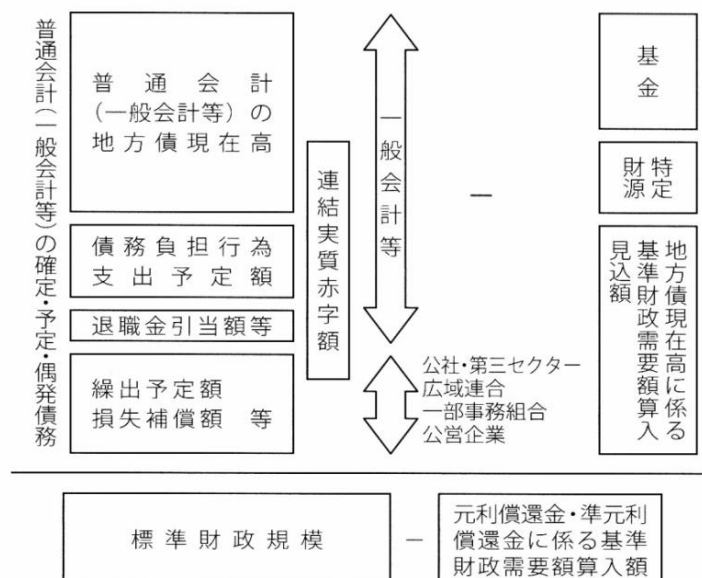 普通会計(一般会計等)の確定・予定・偶発債務
普通会計
(一般会計等)の
地方債現在高
債務負担行為
支出予定額
退職金引当額等
繰出予定額
損失補償額 等
連結実質赤字額
一般会計等
公社・第三セクター
広域連合
一部事務組合
公営企業
−
基
金
特定
財源
地方債現在高に係る
基準財政需要額算入
見込額
標準財政規模
−
元利償還金・準元利
償還金に係る基準
財政需要額算入額